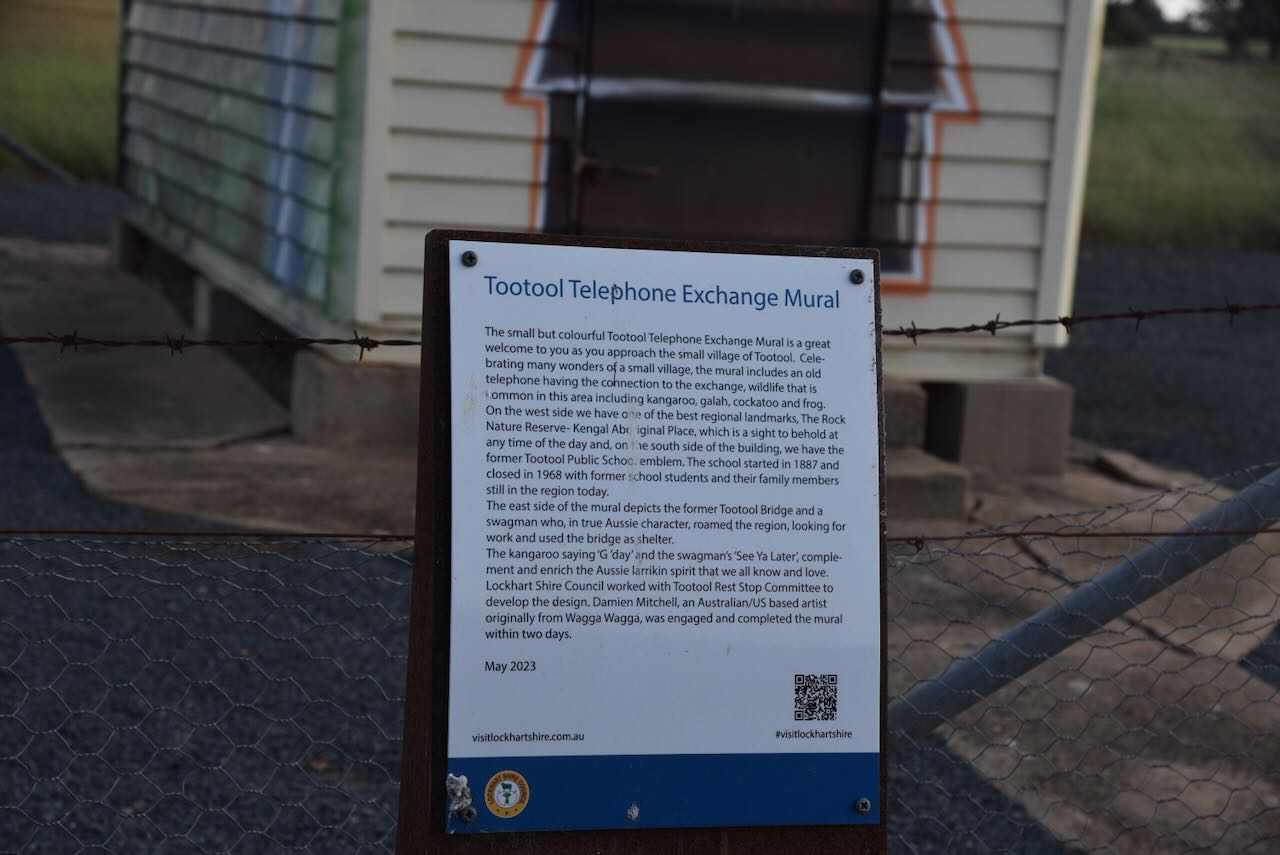 Tootool Telephone Exchange Mural
The small but colourful Tootool Telephone Exchange Mural is a great
welcome to you as you approach the small village of Tootool. Cele-
brating many wonders of a small village, the mural includes an old
telephone having the connection to the exchange, wildlife that is
common in this area including kangaroo, galah, cockatoo and frog.
On the west side we have one of the best regional landmarks, The Rock
Nature Reserve- Kengal Aboriginal Place, which is a sight to behold at
any time of the day and, on the south side of the building, we have the
former Tootool Public School emblem. The school started in 1887 and
closed in 1968 with former school students and their family members
still in the region today.
The east side of the mural depicts the former Tootool Bridge and a
swagman who, in true Aussie character, roamed the region, looking for
work and used the bridge as shelter.
The kangaroo saying ‘G ‘day’ and the swagman’s ‘See Ya Later’, comple-
ment and enrich the Aussie larrikin spirit that we all know and love.
Lockhart Shire Council worked with Tootool Rest Stop Committee to
develop the design. Damien Mitchell, an Australian/US based artist
originally from Wagga Wagga, was engaged and completed the mural
within two days.
May 2023
visitlockhartshire.com.au
#visitlockhartshire
LOCKHART SHIRE COUNCIL